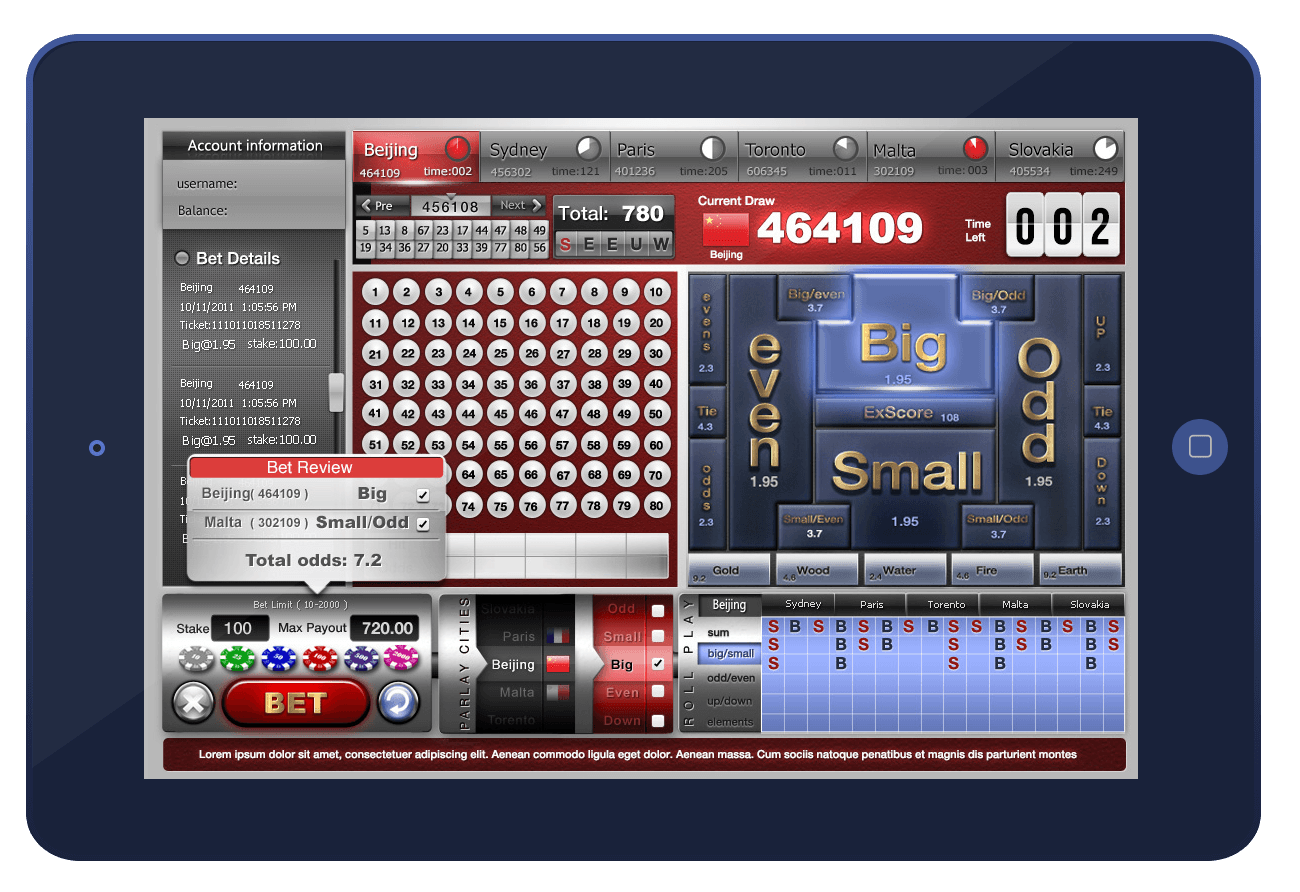 Account information
username:
Balance:
Beijing
464109 time:002
Sydney
456302 time:121
Paris
401236 time:205
Toronto
606345 time:011
Malta
302109 time: 003
Slovakia
405534 time:249
Pre 456108 Next
5 13 8 67 23 17 44 47 48 49
19 34 36 27 20 33 39 77 80 56
Total: 780
S E E U W
Current Draw
Beijing
464109
Time
Left
002
Bet Details
Beijing 464109
10/11/2011 1:05:56 PM
Ticket:111011018511278
Big@1.95 stake:100.00
Beijing 464109
10/11/2011 1:05:56 PM
Ticket:111011018511278
Big@1.95 stake:100.00
1 2 3 4 5 6 7 8 9 10
11 12 13 14 15 16 17 18 19 20
21 22 23 24 25 26 27 28 29 30
31 32 33 34 35 36 37 38 39 40
41 42 43 44 45 46 47 48 49 50
51 52 53 54 55 56 57 58 59 60
64 65 66 67 68 69 70
74 75 76 77 78 79 80
evens
2.3
Tie
4.3
odds
2.3
even
1.95
Big/even
3.7
Big
1.95
Big/Odd
3.7
ExScore 108
Small
1.95
Small/Even
3.7
Small/Odd
3.7
Odd
1.95
UP
2.3
Tie
4.3
Down
2.3
9.2 Gold
4.6 Wood
2.4 Water
4.6 Fire
9.2 Earth
Bet Review
Beijing( 464109 ) Big
Malta ( 302109 ) Small/Odd
Total odds: 7.2
Bet Limit ( 10-2000 )
Stake 100 Max Payout 720.00
10 50 100 500 2000
BET
PARLAY CITIES
Slovakia
Paris
Beijing
Malta
Torento
Odd
Small
Big
Even
Down
ROLL PLAY
Beijing Sydney Paris Torento Malta Slovakia
sum
big/small
odd/even
up/down
elements
S B S B S B S B S S B S B S B S
S B S B S B S B B S
S B S B B
Lorem ipsum dolor sit amet, consectetuer adipiscing elit. Aenean commodo ligula eget dolor. Aenean massa. Cum sociis natoque penatibus et magnis dis parturient montes